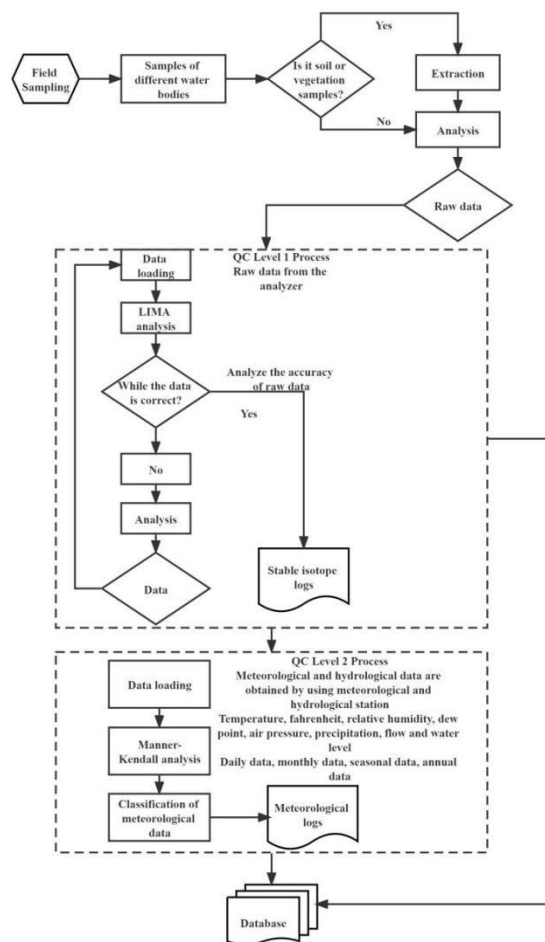 Yes
Field
Sampling
Samples of
different water
bodies
Is it soil or
vegetation
samples?
Extraction
No
Analysis
Raw data
QC Level 1 Process
Raw data from the
analyzer
Data
loading
LIMA
analysis
While the data
is correct?
Analyze the accuracy
of raw data
Yes
No
Analysis
Data
Stable isotope
logs
QC Level 2 Process
Meteorological and hydrological data are
obtained by using meteorological and
hydrological station
Temperature, fahrenheit, relative humidity, dew
point, air pressure, precipitation, flow and water
level
Daily data, monthly data, seasonal data, annual
data
Data loading
Manner-
Kendall analysis
Classification of
meteorological
data
Meteorological
logs
Database